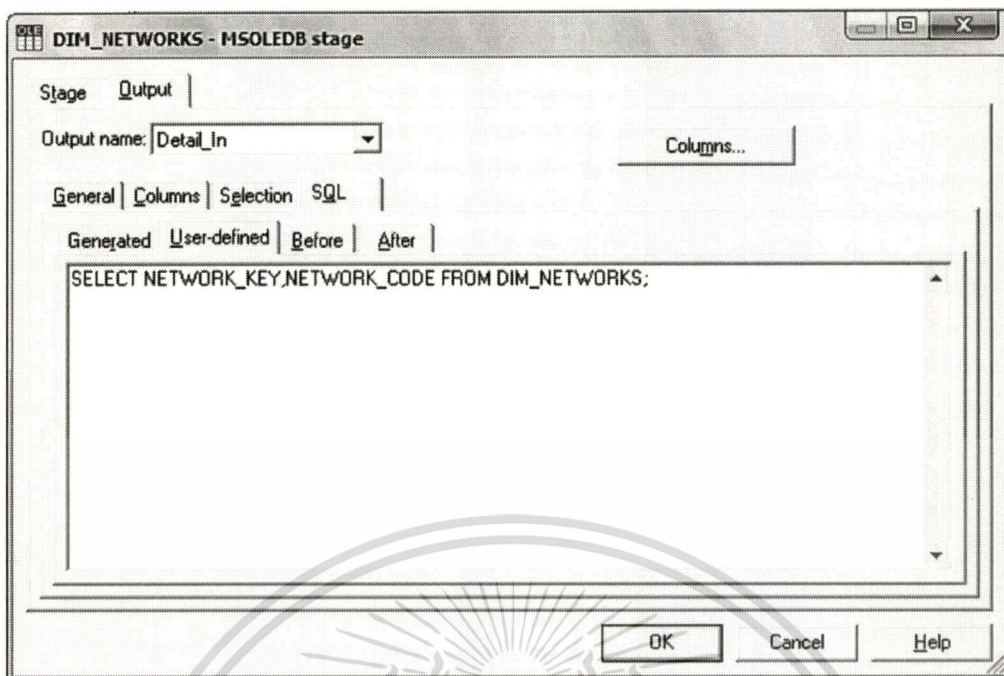 OLE
DIM_NETWORKS - MSOLEDB stage
Stage Output
Output name: Detail_In
Columns...
General Columns Selection SQL
Generated User-defined Before After
SELECT NETWORK_KEY,NETWORK_CODE FROM DIM_NETWORKS;
OK Cancel Help